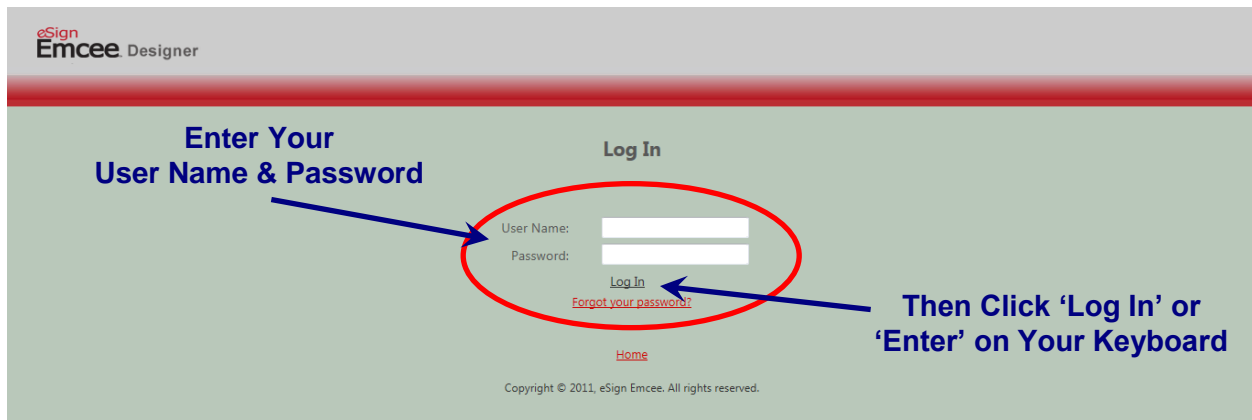 eSign
Emcee Designer
Enter Your
User Name & Password
Log In
User Name:
Password:
Log In
Forgot your password?
Then Click ‘Log In’ or
‘Enter’ on Your Keyboard
Home
Copyright © 2011, eSign Emcee. All rights reserved.